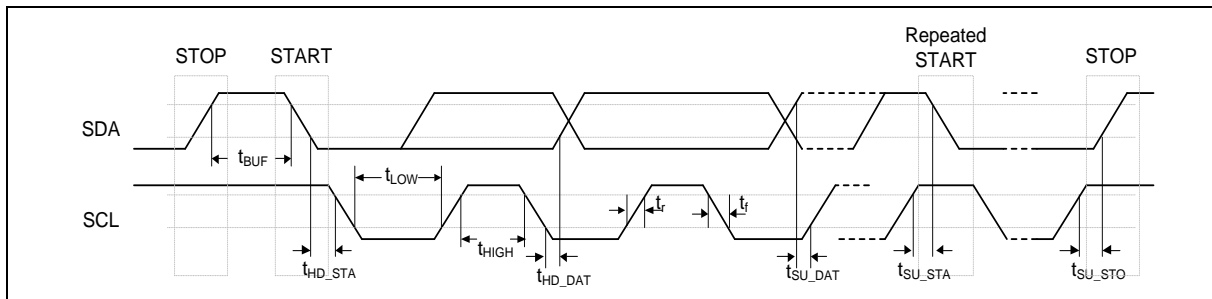 STOP
START
Repeated
START
STOP
SDA
tBUF
tLOW
SCL
tr
tf
tHIGH
tHD_STA
tHD_DAT
tSU_DAT
tSU_STA
tSU_STO